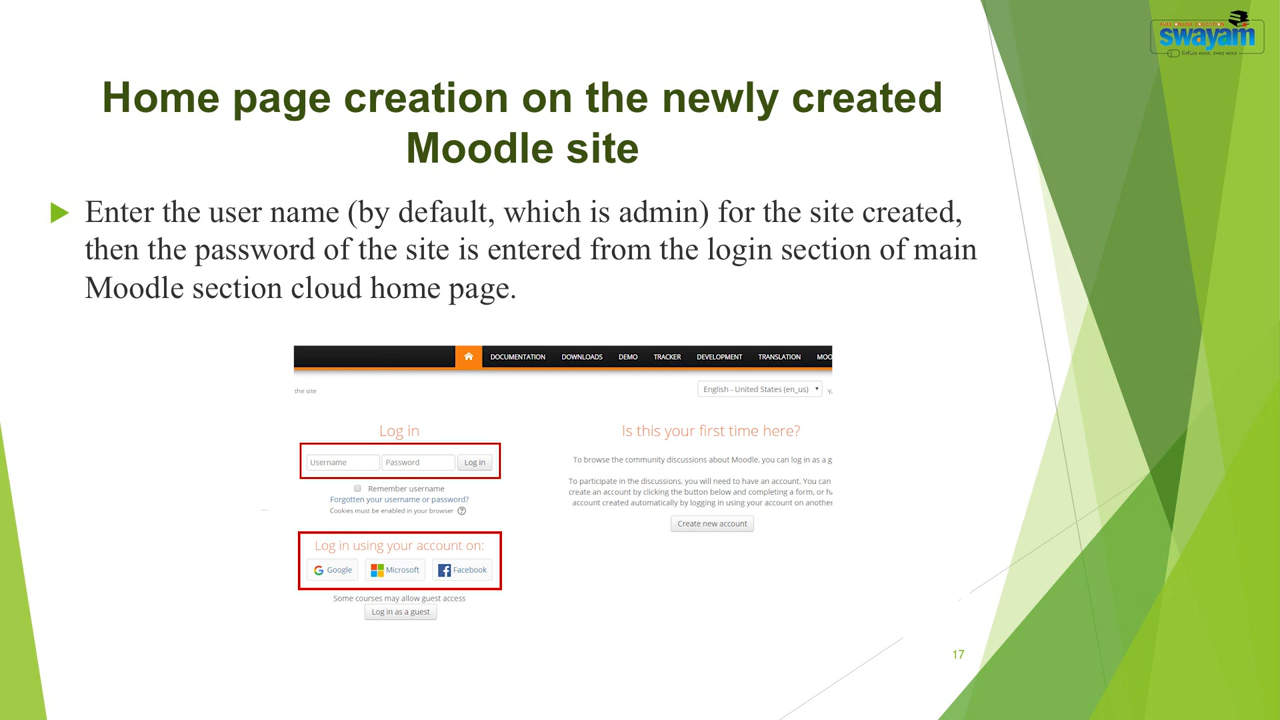 swayam
Home page creation on the newly created
Moodle site
Enter the user name (by default, which is admin) for the site created,
then the password of the site is entered from the login section of main
Moodle section cloud home page.
DOCUMENTATION DOWNLOADS DEMO TRACKER DEVELOPMENT TRANSLATION MOO
the site
English - United States (en_us)
Log in
Username Password Log in
Remember username
Forgotten your username or password?
Cookies must be enabled in your browser
Log in using your account on:
Google Microsoft Facebook
Some courses may allow guest access
Log in as a guest
Is this your first time here?
To browse the community discussions about Moodle, you can log in as a g
To participate in the discussions, you will need to have an account. You can
create an account by clicking the button below and completing a form, or ha
account created automatically by logging in using your account on another
Create new account
17